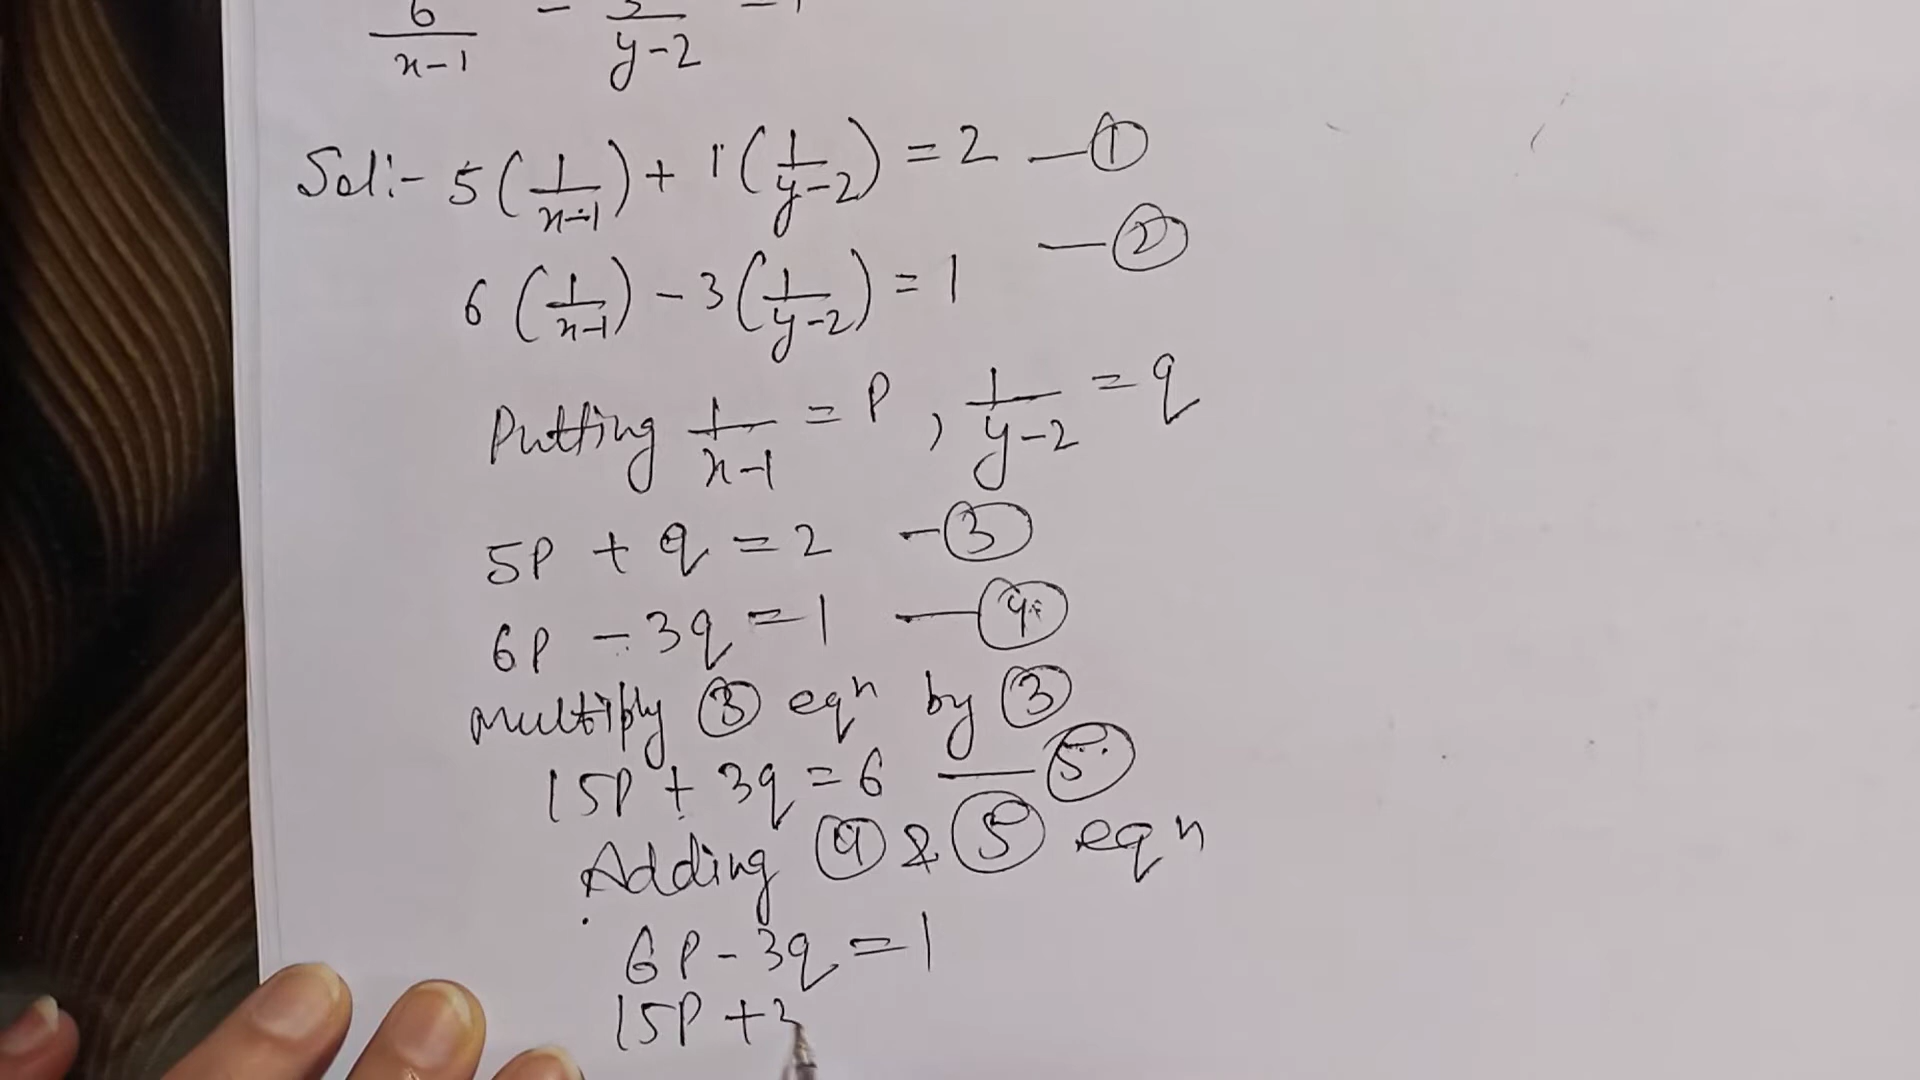 6/(x-1) - 3/(y-2) = 1
Sol:- 5(1/(x-1)) + 1(1/(y-2)) = 2 —①
6(1/(x-1)) - 3(1/(y-2)) = 1 —②
Putting 1/(x-1) = P, 1/(y-2) = q
5P + q = 2 —③
6P - 3q = 1 —④
multiply ③ eqn by ③
15P + 3q = 6 —⑤
Adding ④ & ⑤ eqn
6P - 3q = 1
15P + 3